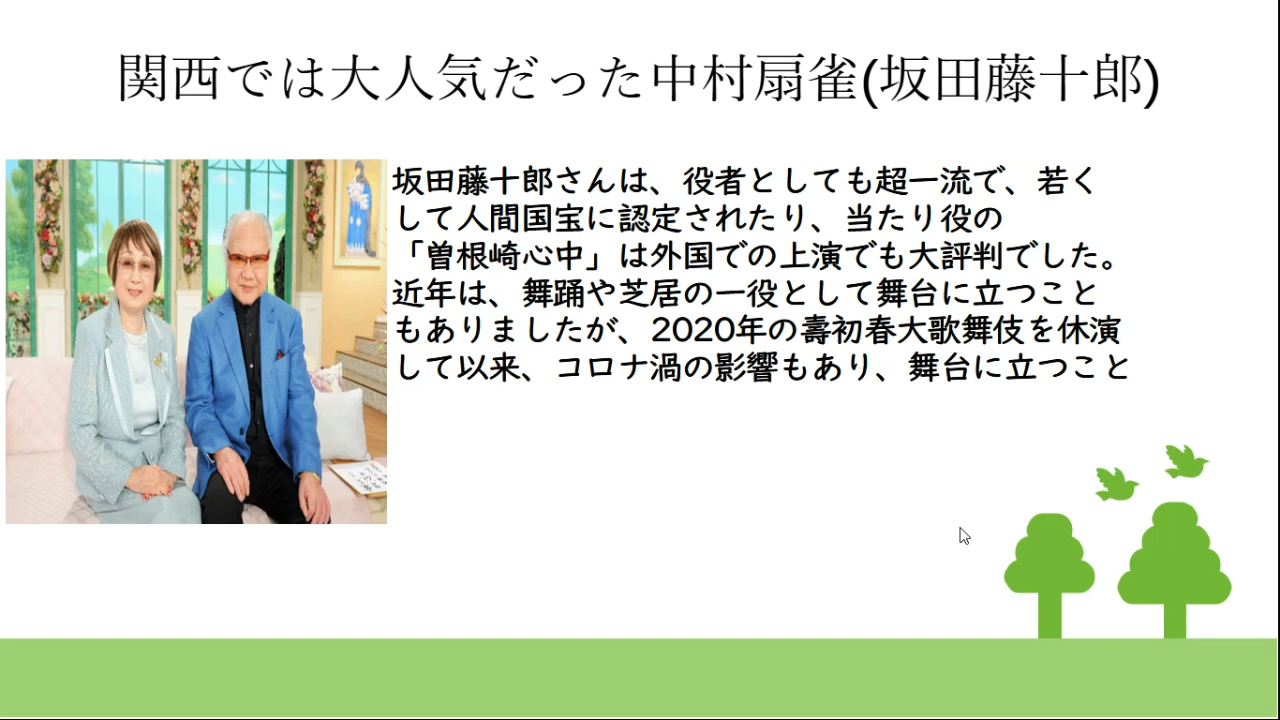 関西では大人気だった中村扇雀(坂田藤十郎)
坂田藤十郎さんは、役者としても超一流で、若く
して人間国宝に認定されたり、当たり役の
「曽根崎心中」は外国での上演でも大評判でした。
近年は、舞踊や芝居の一役として舞台に立つこと
もありましたが、2020年の壽初春大歌舞伎を休演
して以来、コロナ渦の影響もあり、舞台に立つこと